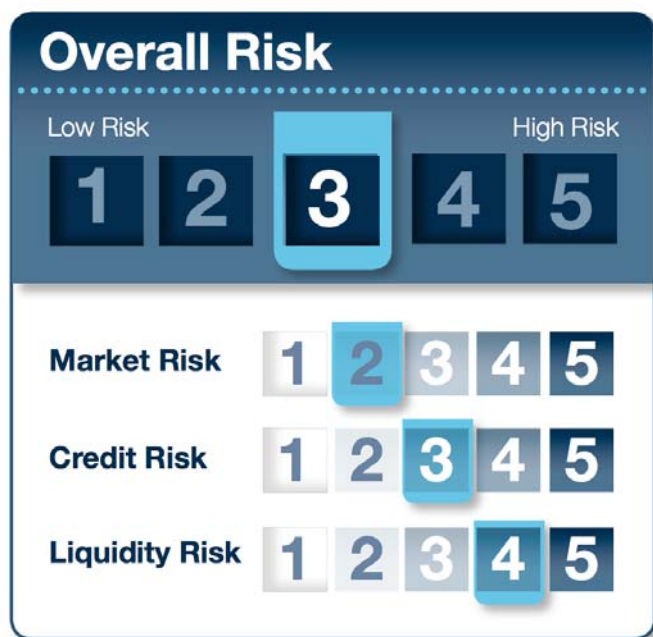 Overall Risk
Low Risk High Risk
1 2 3 4 5
Market Risk 1 2 3 4 5
Credit Risk 1 2 3 4 5
Liquidity Risk 1 2 3 4 5